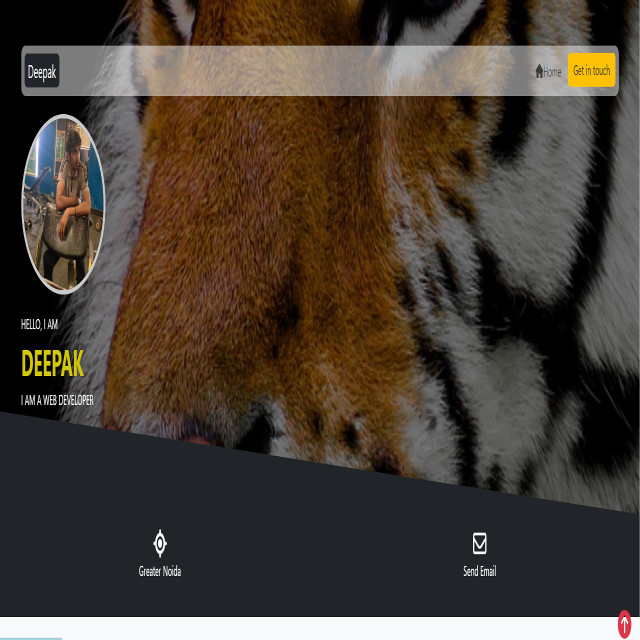 Deepak
Home
Get in touch
HELLO, I AM
DEEPAK
I AM A WEB DEVELOPER
Greater Noida
Send Email